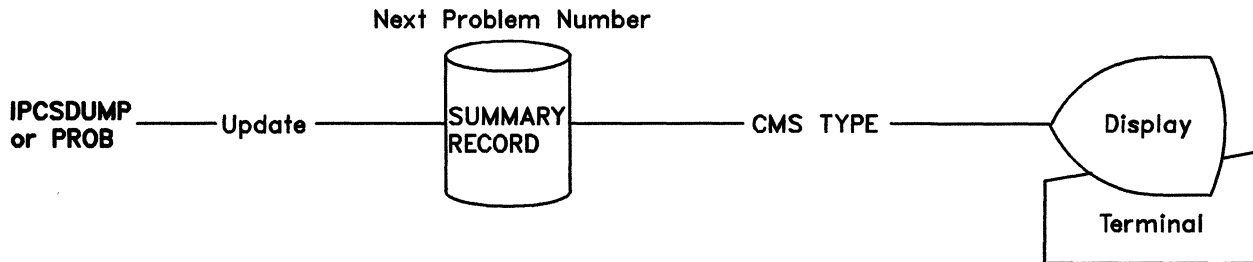 Next Problem Number
IPCSDUMP
or PROB
Update
SUMMARY
RECORD
CMS TYPE
Display
Terminal